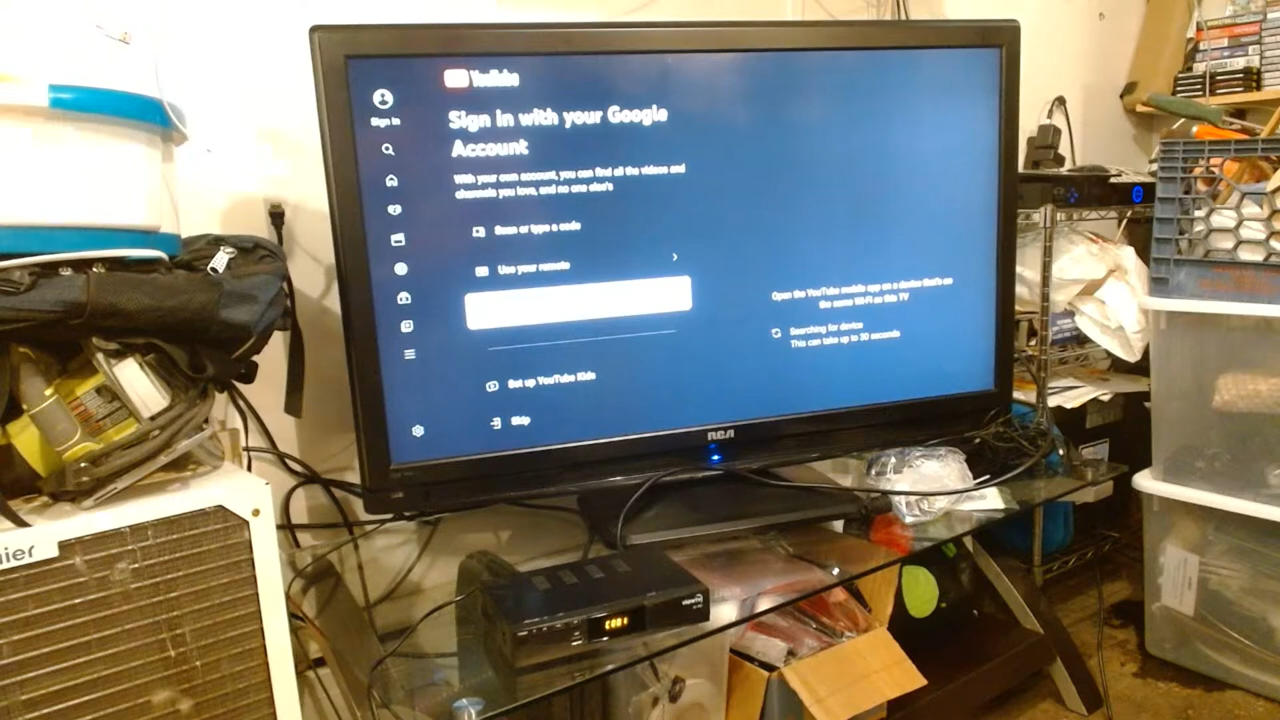 YouTube
Sign in
Sign in with your Google
Account
With your own account, you can find all the videos and
channels you love, and no one else's
Scan or type a code
Use your remote
Open the YouTube mobile app on a device that's on
the same Wi-Fi as this TV
Searching for device
This can take up to 30 seconds
Set up YouTube Kids
Skip
RCA
ier